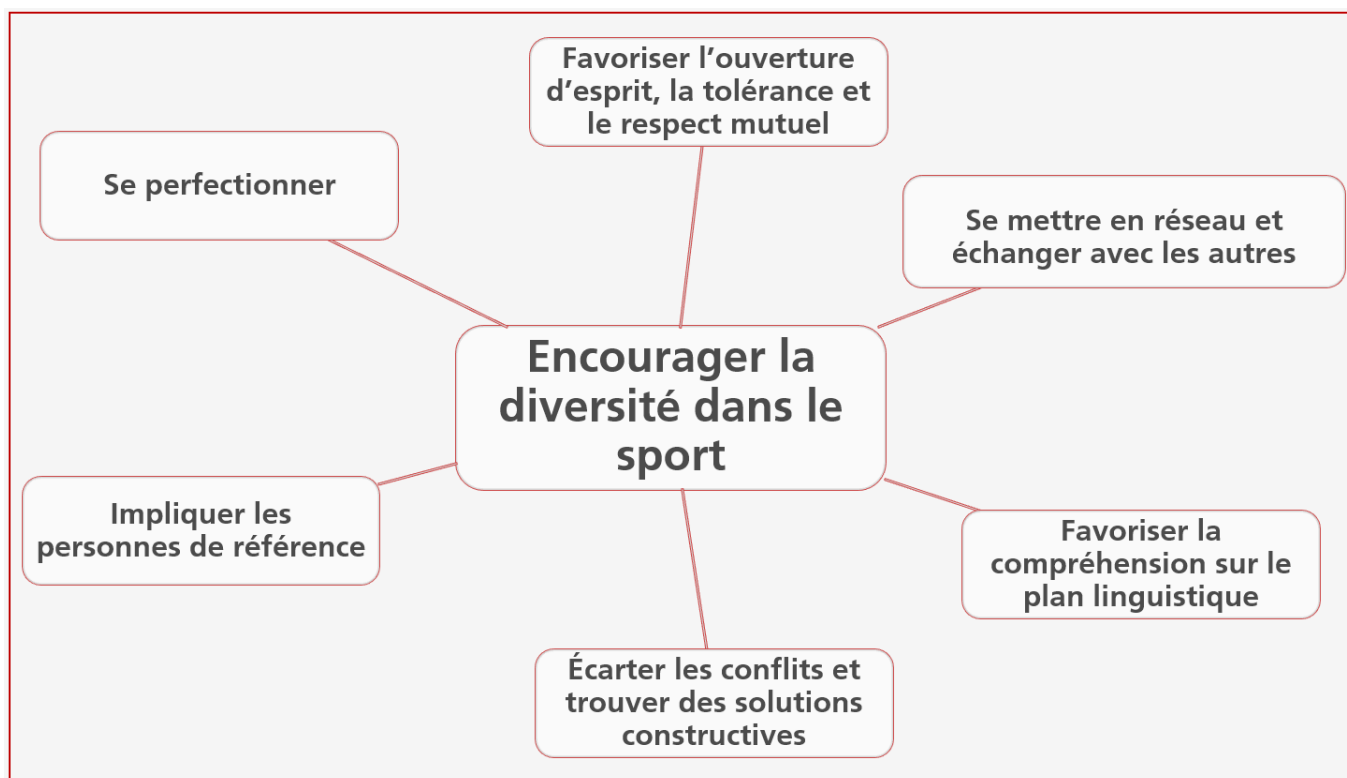 Favoriser l’ouverture
d’esprit, la tolérance et
le respect mutuel
Se perfectionner
Se mettre en réseau et
échanger avec les autres
Encourager la
diversité dans le
sport
Impliquer les
personnes de référence
Favoriser la
compréhension sur le
plan linguistique
Écarter les conflits et
trouver des solutions
constructives